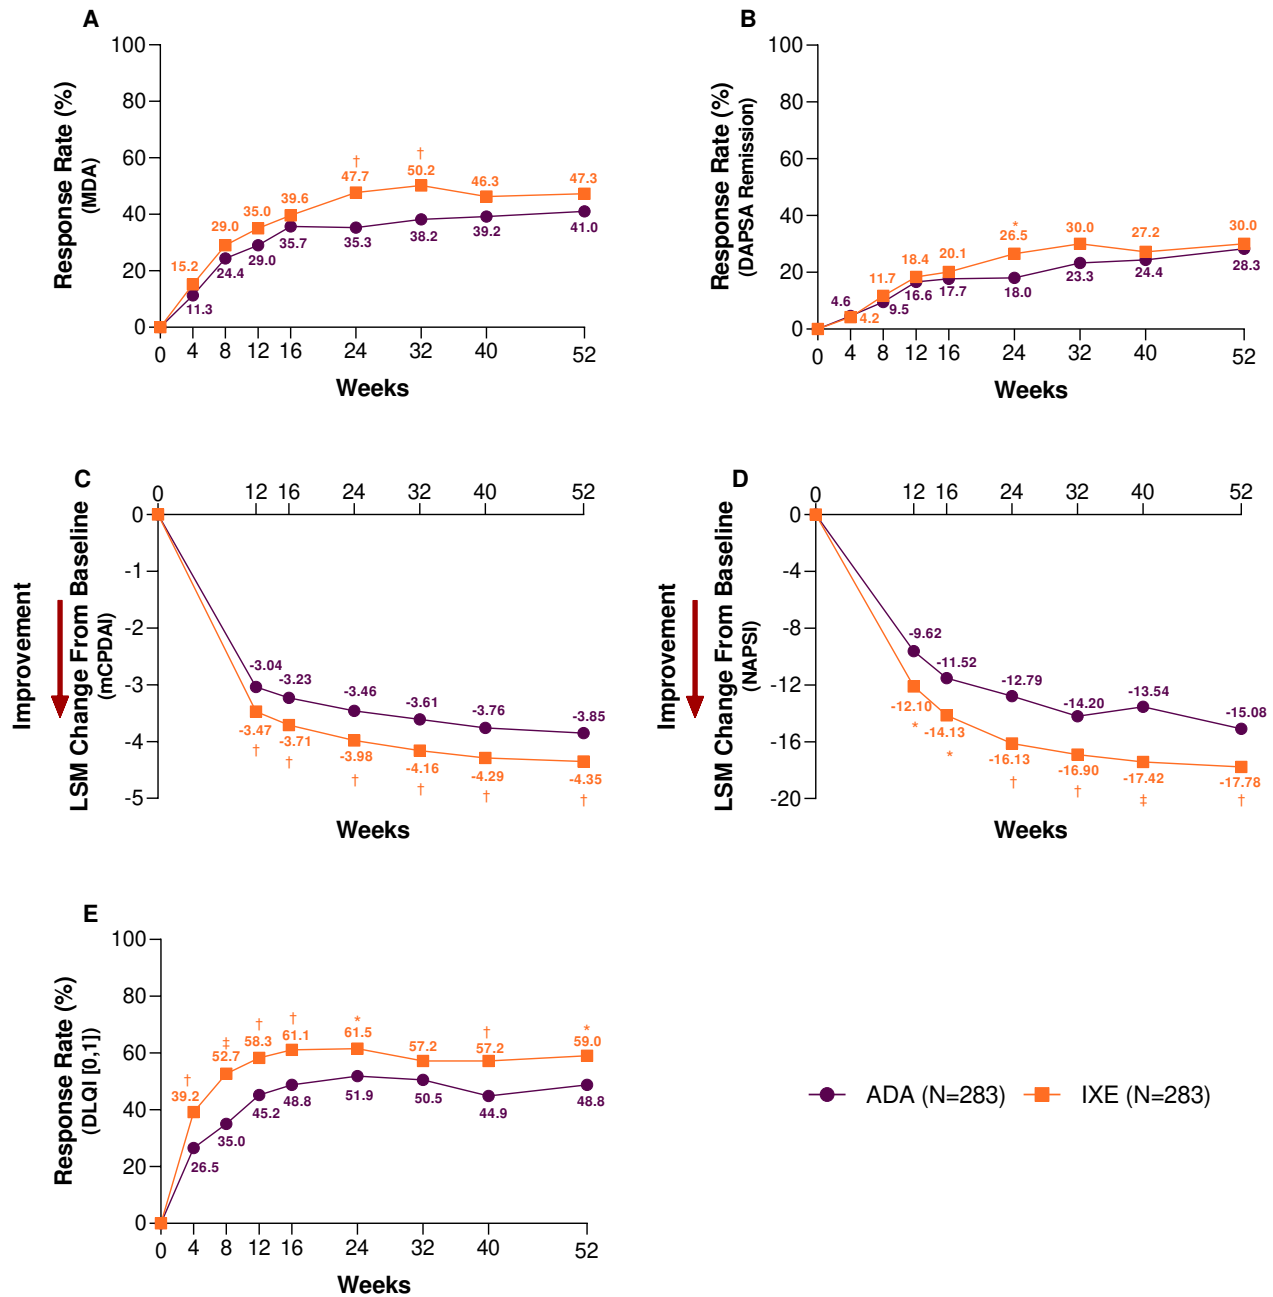 A
Response Rate (%)
(MDA)
100
80
60
40
20
0
† †
47.7 50.2 46.3 47.3
39.6
35.0
29.0
15.2
11.3
24.4
29.0
35.7 35.3 38.2 39.2 41.0
0 4 8 12 16 24 32 40 52
Weeks
B
Response Rate (%)
(DAPSA Remission)
100
80
60
40
20
0
*
26.5 30.0 27.2 30.0
20.1
18.4
11.7
4.6
4.2
9.5
16.6 17.7 18.0 23.3 24.4 28.3
0 4 8 12 16 24 32 40 52
Weeks
C
Improvement
LSM Change From Baseline
(mCPDAI)
0 12 16 24 32 40 52
0
-1
-2
-3
-4
-5
-3.04
-3.23
-3.46
-3.61
-3.76
-3.85
-3.47
-3.71
-3.98
-4.16
-4.29
-4.35
† † † † † †
Weeks
D
Improvement
LSM Change From Baseline
(NAPSI)
0 12 16 24 32 40 52
0
-4
-8
-12
-16
-20
-9.62
-11.52
-12.79
-14.20
-13.54
-15.08
-12.10
-14.13
-16.13
-16.90
-17.42
-17.78
* * † † ‡ †
Weeks
E
Response Rate (%)
(DLQI [0,1])
100
80
60
40
20
0
† ‡ † † * † *
39.2 52.7 58.3 61.1 61.5 57.2 57.2 59.0
26.5 35.0 45.2 48.8 51.9 50.5 44.9 48.8
0 4 8 12 16 24 32 40 52
Weeks
ADA (N=283) IXE (N=283)